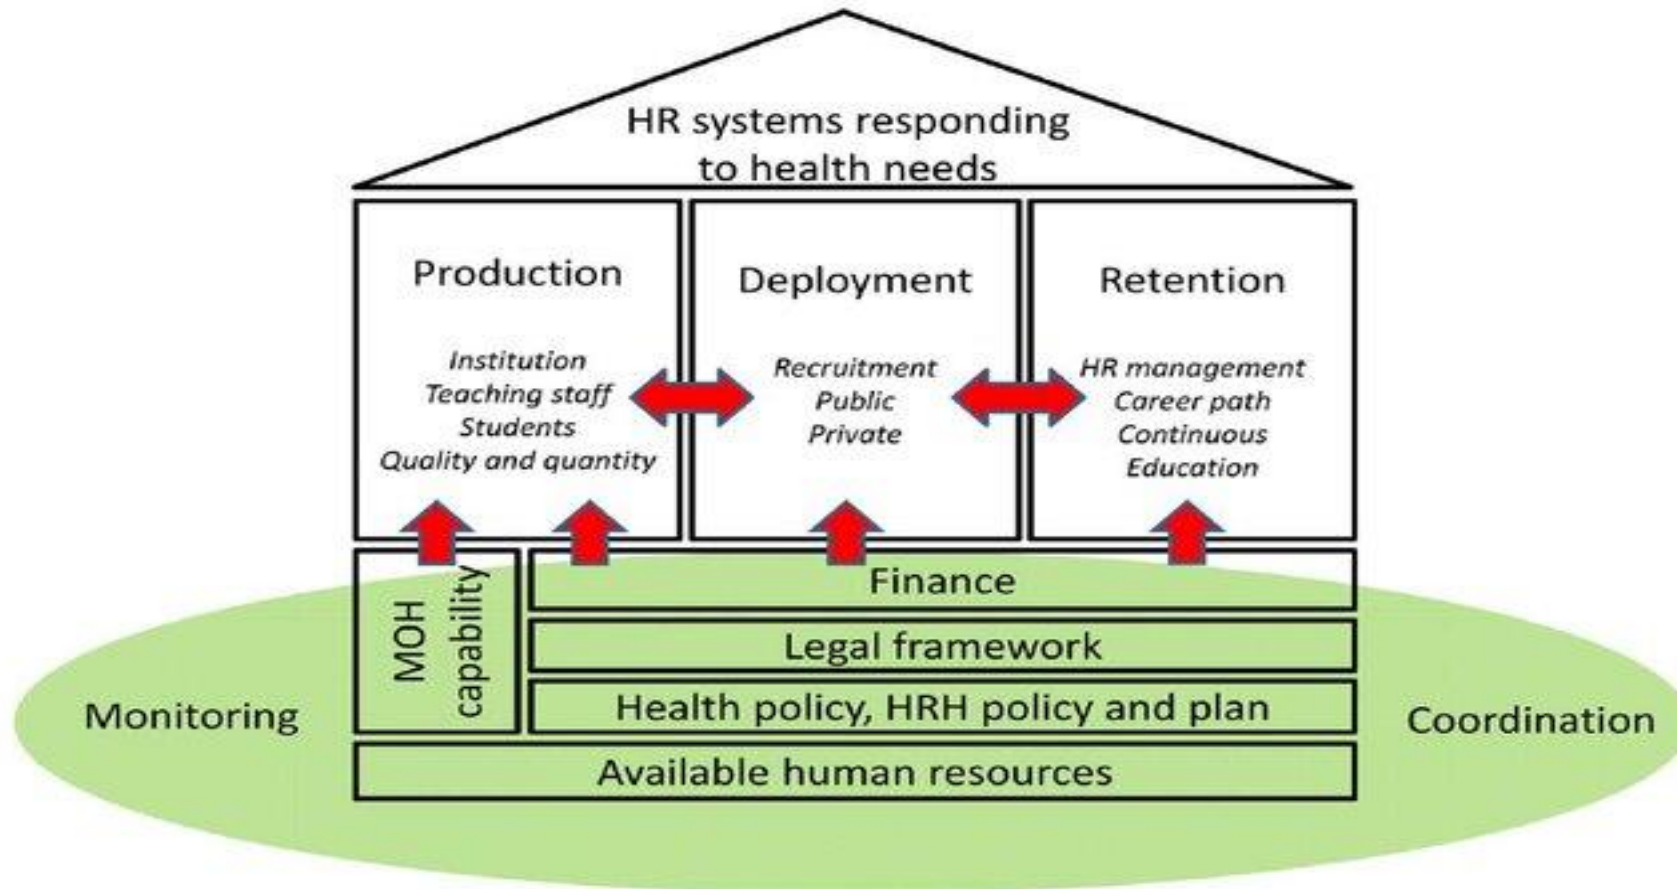 HR systems responding
to health needs
Production
Institution
Teaching staff
Students
Quality and quantity
Deployment
Recruitment
Public
Private
Retention
HR management
Career path
Continuous
Education
MOH
capability
Finance
Legal framework
Health policy, HRH policy and plan
Available human resources
Monitoring
Coordination